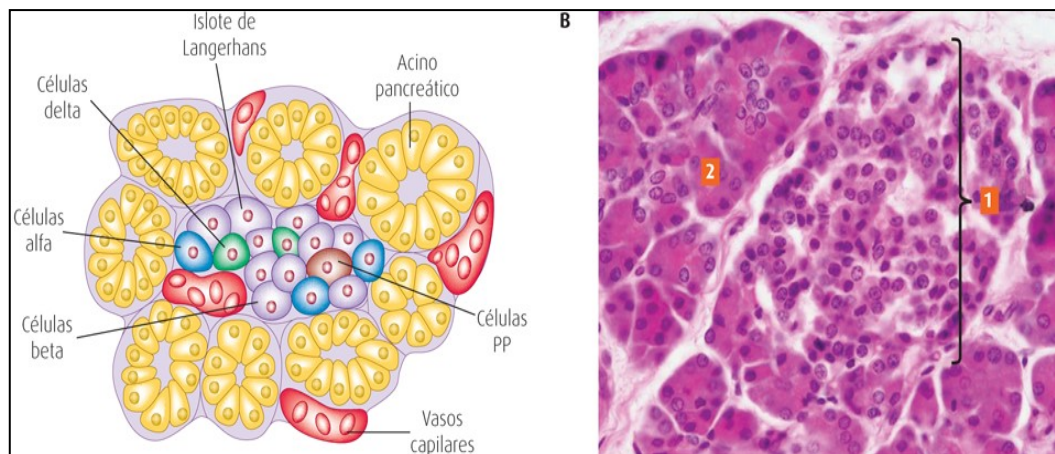 Islote de
Langerhans
Células
delta
Acino
pancreático
Células
alfa
Células
beta
Células
PP
Vasos
capilares
B
2
1